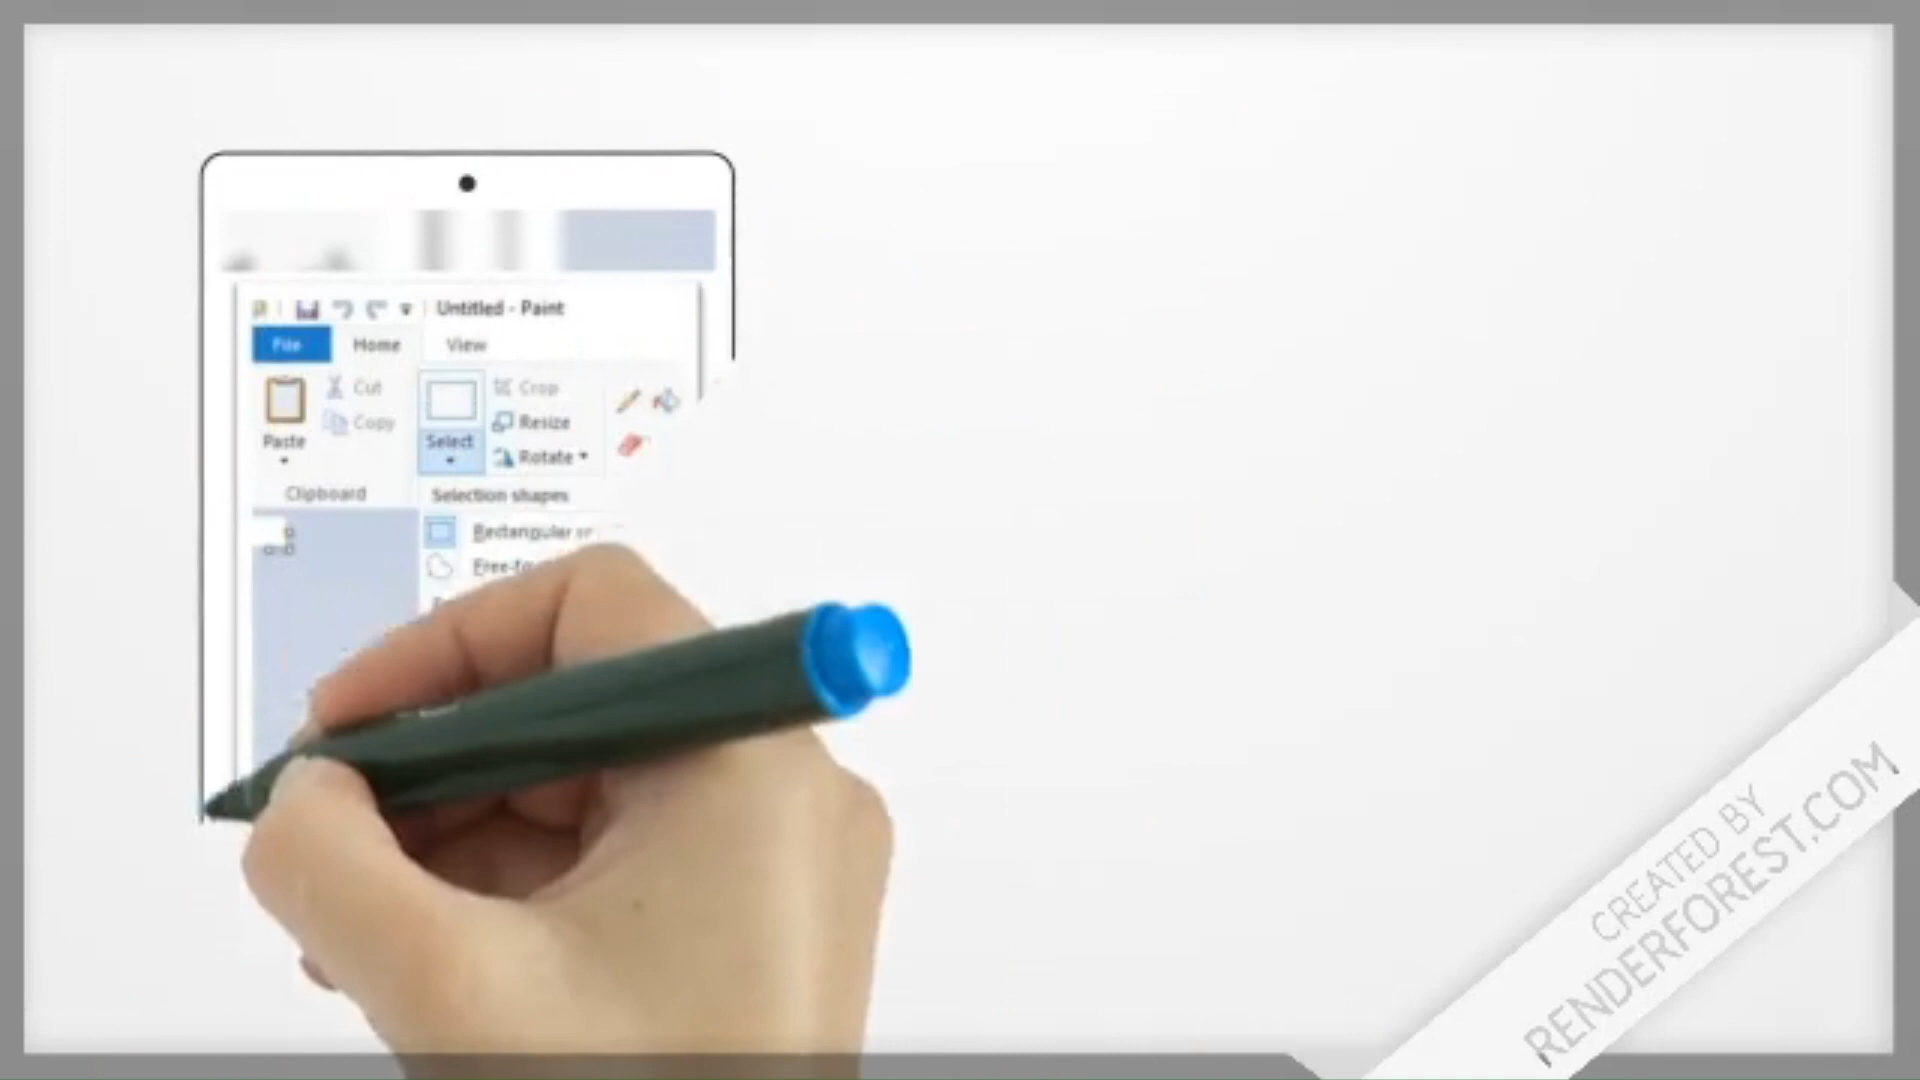 Untitled - Paint
File Home View
Cut
Crop
Copy
Resize
Paste
Select
Rotate
Clipboard
Selection shapes
Rectangular
CREATED BY
RENDERFOREST.COM